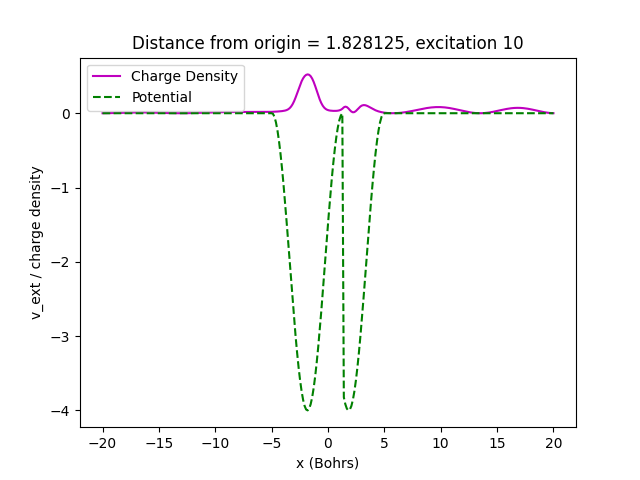 Distance from origin = 1.828125, excitation 10
Charge Density
Potential
0
−1
−2
−3
−4
v_ext / charge density
−20
−15
−10
−5
0
5
10
15
20
x (Bohrs)